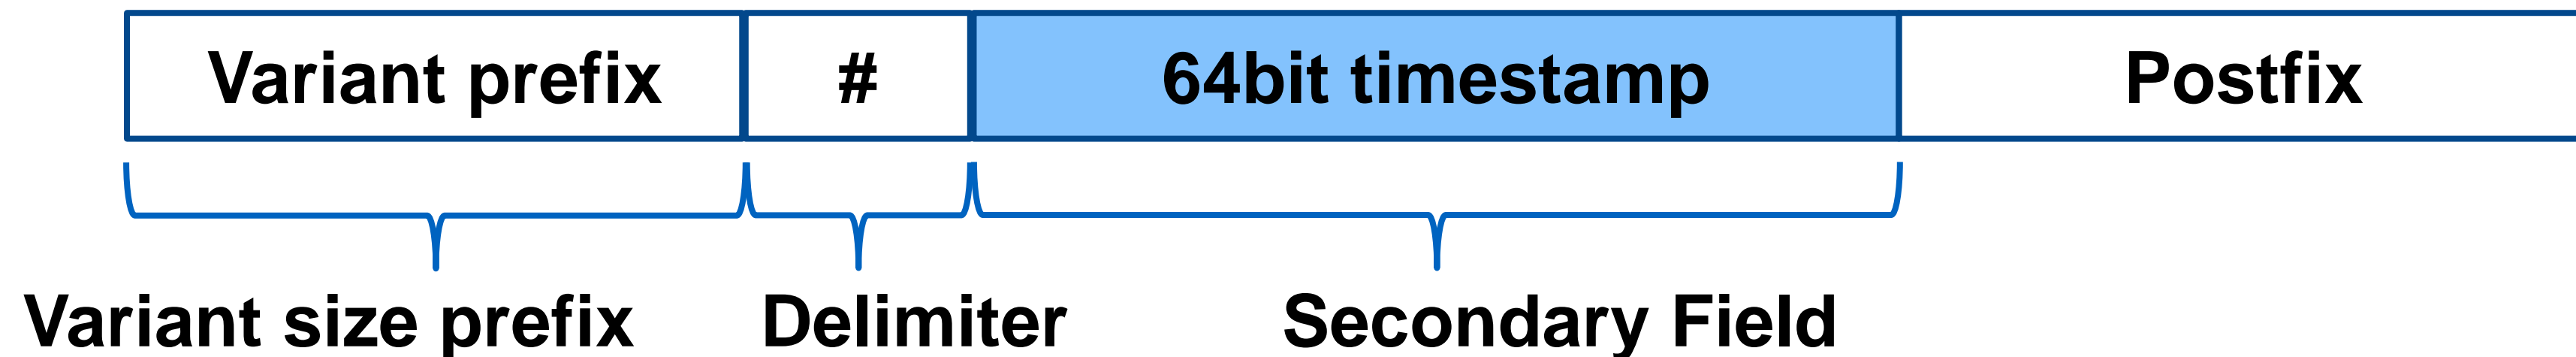 Variant prefix # 64bit timestamp Postfix
Variant size prefix Delimiter Secondary Field